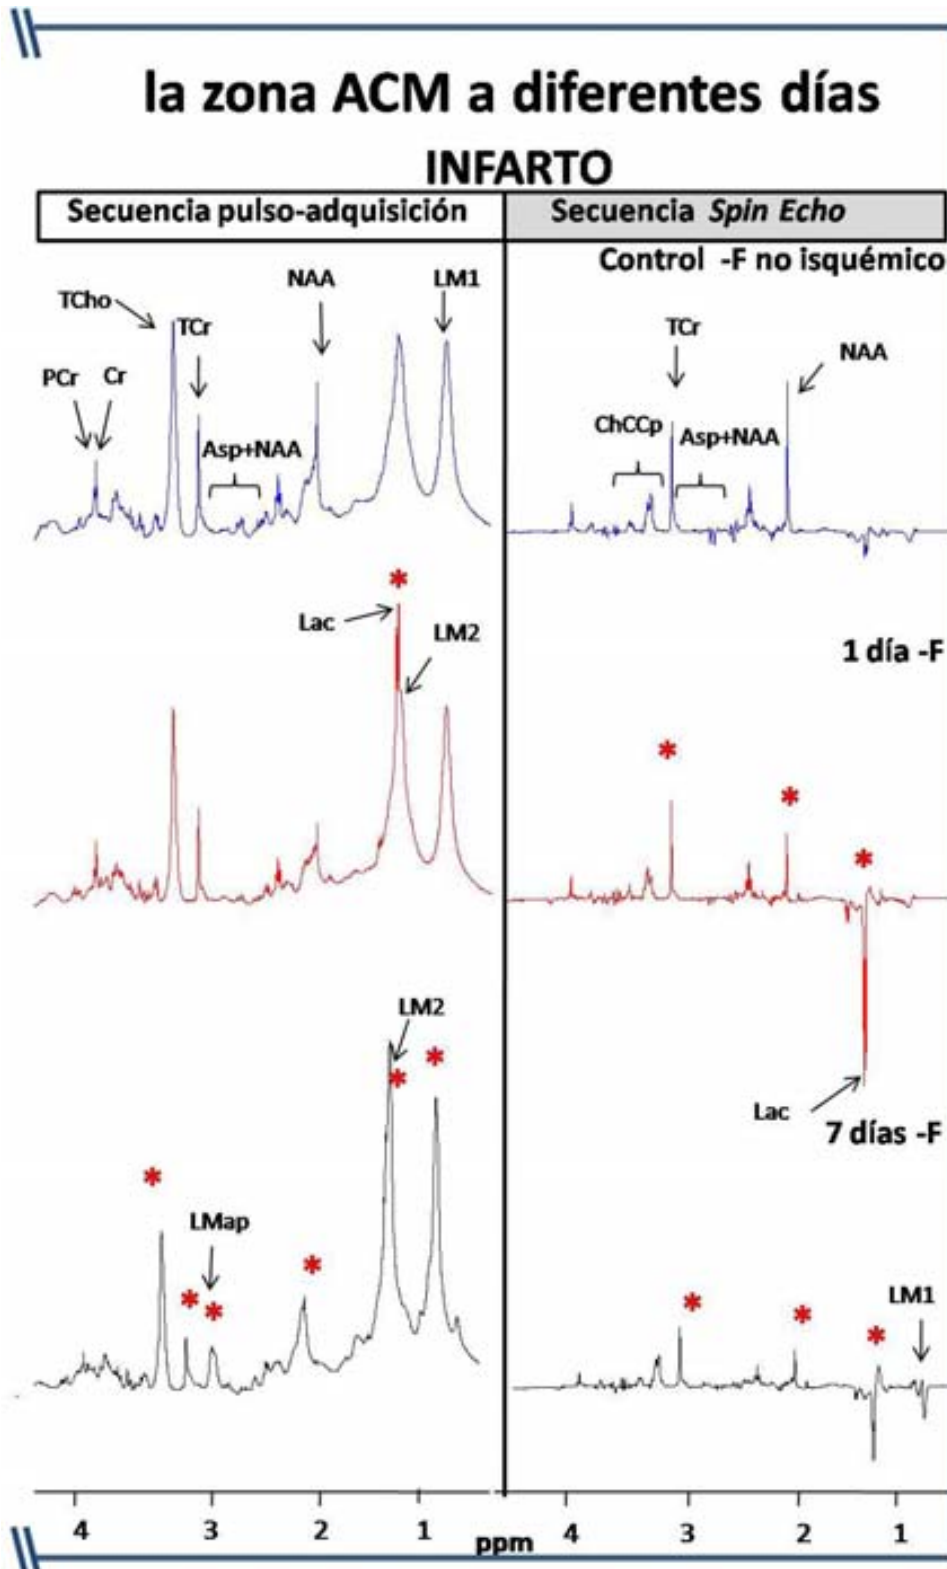 la zona ACM a diferentes días
INFARTO
Secuencia pulso-adquisición
Secuencia Spin Echo
Control -F no isquémico
TCho
TCr
NAA
LM1
PCr
Cr
Asp+NAA
TCr
NAA
ChCCp
Asp+NAA
*
Lac
LM2
1 día -F
*
*
*
Lac
LM2
*
*
*
LMap
*
*
*
7 días -F
*
*
*
LM1
4 3 2 1
ppm
4 3 2 1